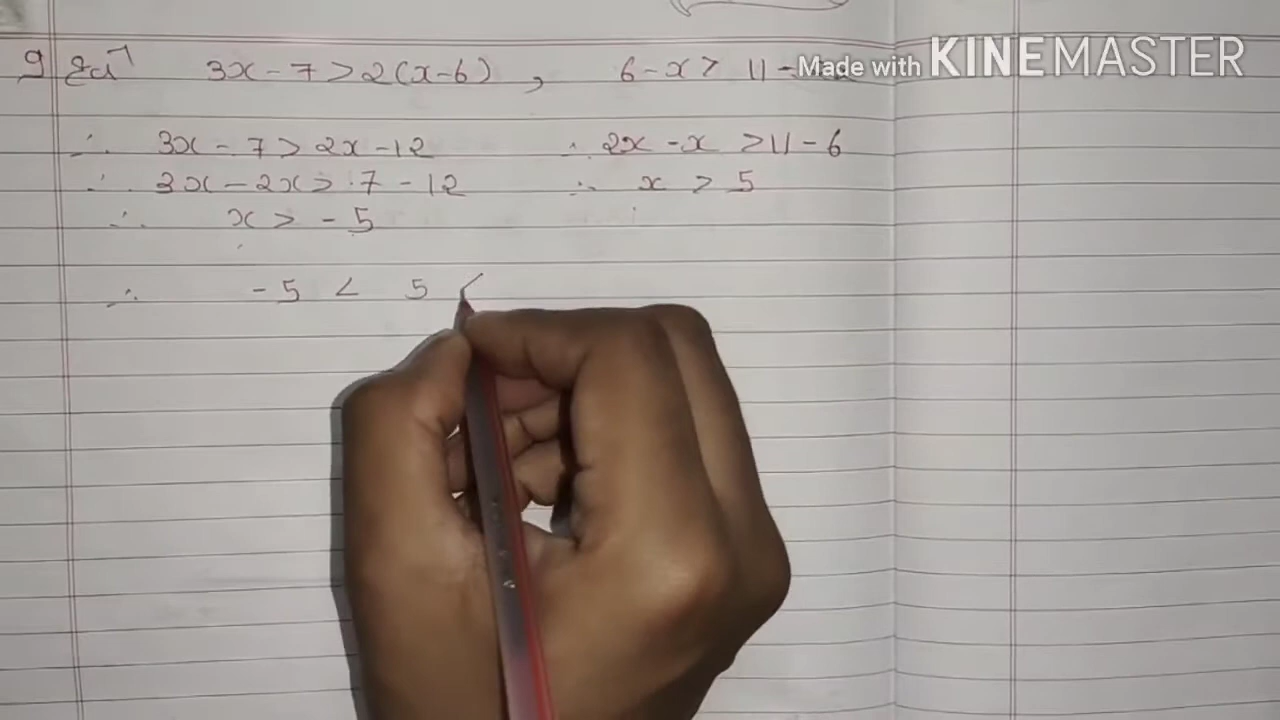 9 हल 3x - 7 > 2(x-6) , 6-x > 11-
Made with KINEMASTER
∴ 3x - 7 > 2x - 12 ∴ 2x - x > 11 - 6
∴ 3x - 2x > 7 - 12 ∴ x > 5
∴ x > - 5
∴ - 5 < 5 <